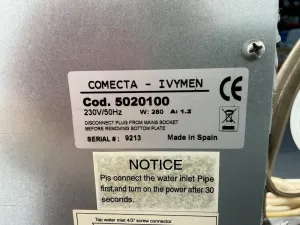 COMECTA - IVYMEN
Cod. 5020100
230V/50Hz W: 280 A: 1.2
DISCONNECT PLUG FROM MAINS SOCKET
BEFORE REMOVING BOTTOM PLATE
SERIAL #: 9213 Made in Spain
CE
NOTICE
Pls connect the water inlet Pipe
first,and turn on the power after 30
seconds.
Tap water inlet 4/3" screw connector